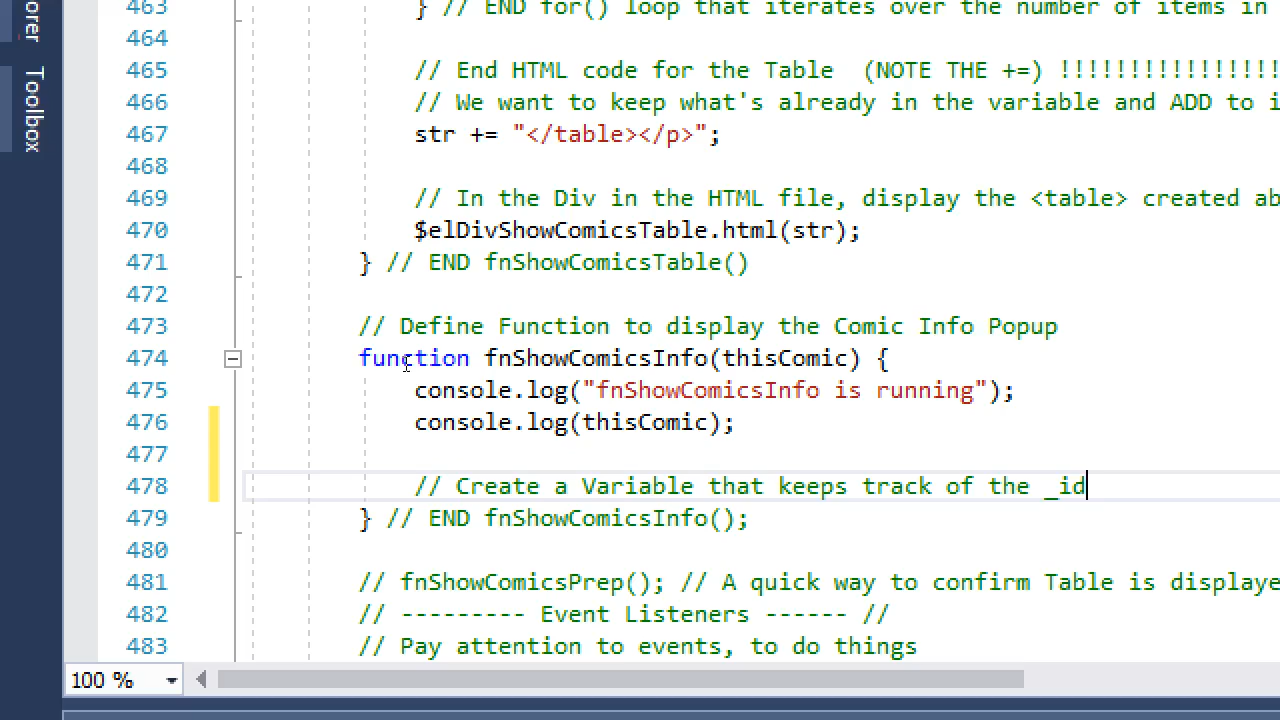 orer
Toolbox
463 } // END for() loop that iterates over the number of items in
464
465 // End HTML code for the Table (NOTE THE +=) !!!!!!!!!!!!!!!!
466 // We want to keep what's already in the variable and ADD to i
467 str += "</table></p>";
468
469 // In the Div in the HTML file, display the <table> created ab
470 $elDivShowComicsTable.html(str);
471 } // END fnShowComicsTable()
472
473 // Define Function to display the Comic Info Popup
474 function fnShowComicsInfo(thisComic) {
475 console.log("fnShowComicsInfo is running");
476 console.log(thisComic);
477
478 // Create a Variable that keeps track of the _id
479 } // END fnShowComicsInfo();
480
481 // fnShowComicsPrep(); // A quick way to confirm Table is displaye
482 // --------- Event Listeners ------ //
483 // Pay attention to events, to do things
100 %